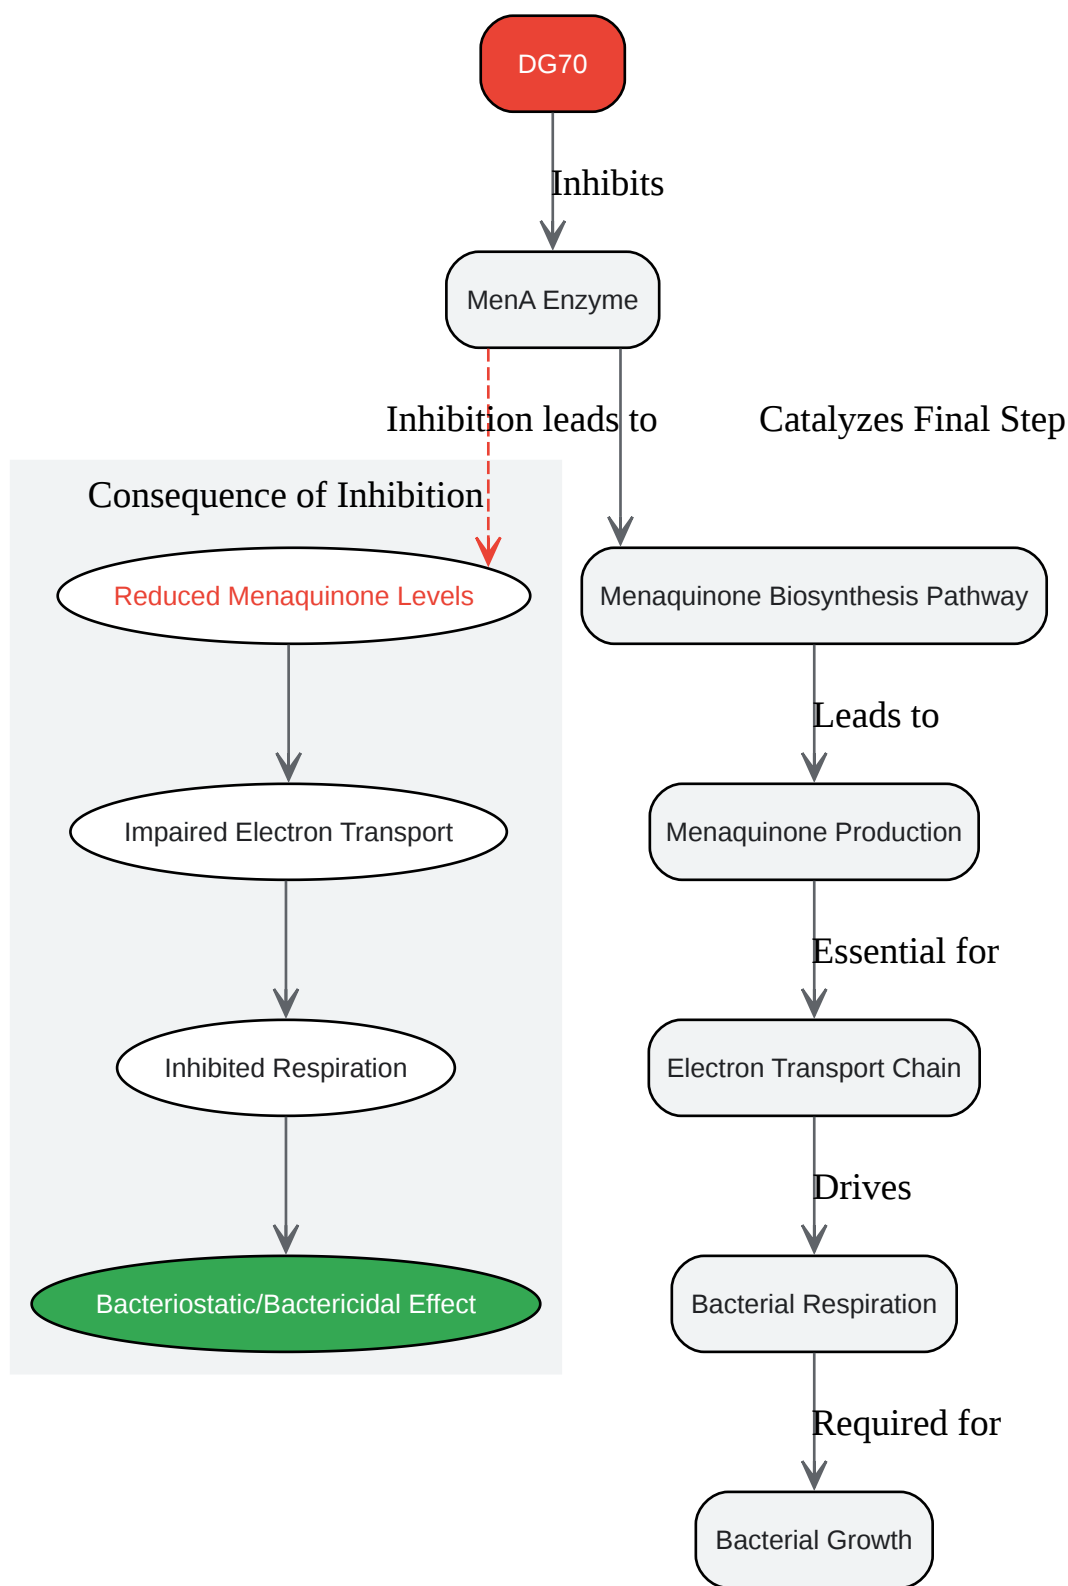 DG70
Inhibits
MenA Enzyme
Inhibition leads to
Catalyzes Final Step
Consequence of Inhibition
Reduced Menaquinone Levels
Menaquinone Biosynthesis Pathway
Leads to
Impaired Electron Transport
Menaquinone Production
Essential for
Inhibited Respiration
Electron Transport Chain
Drives
Bacteriostatic/Bactericidal Effect
Bacterial Respiration
Required for
Bacterial Growth